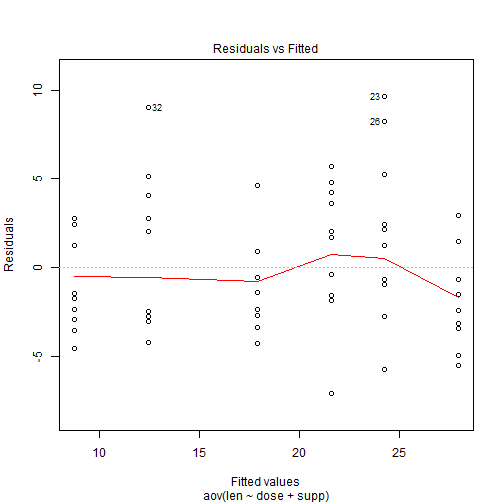 Residuals vs Fitted
10
5
0
-5
Residuals
32
23
26
10 15 20 25
Fitted values
aov(len ~ dose + supp)